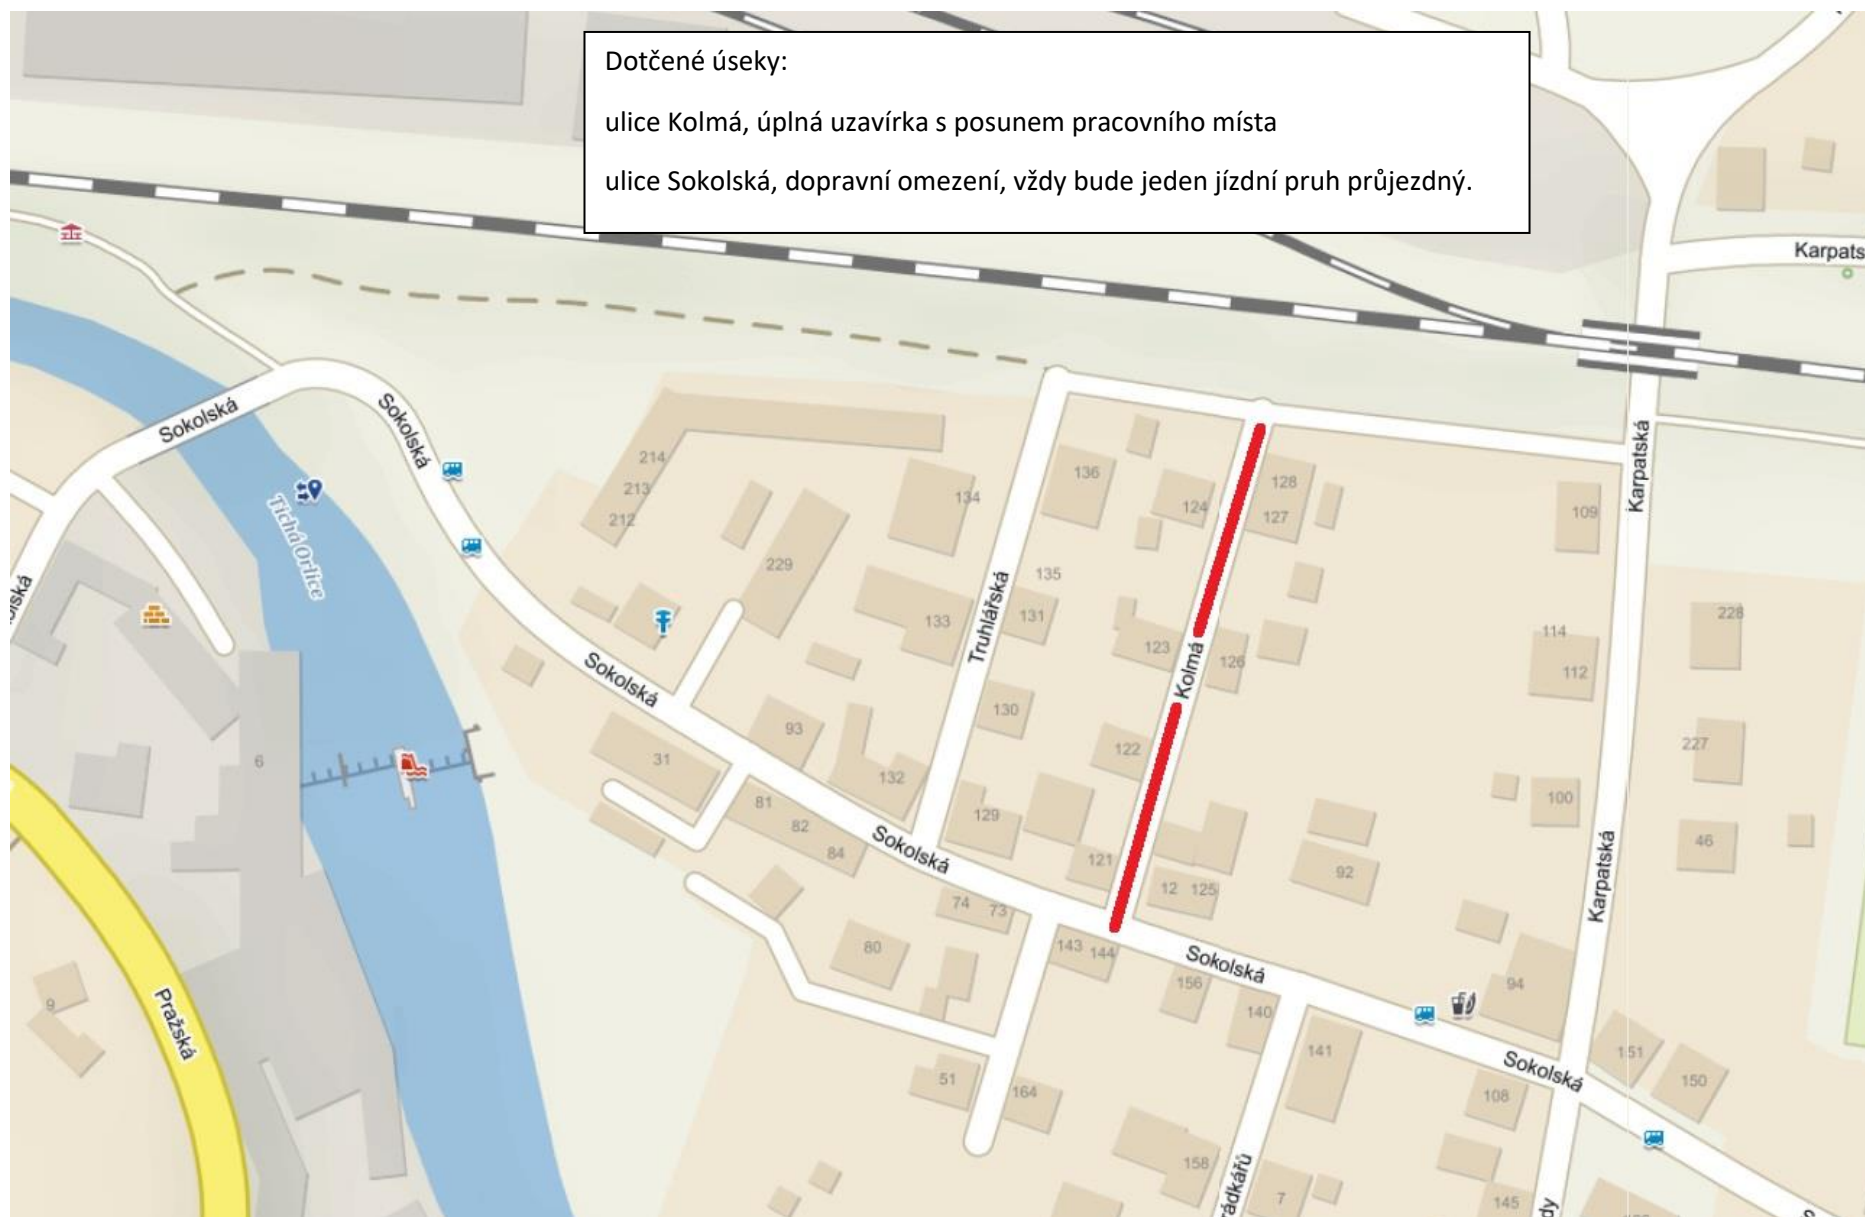 Dotčené úseky:
ulice Kolmá, úplná uzavírka s posunem pracovního místa
ulice Sokolská, dopravní omezení, vždy bude jeden jízdní pruh průjezdný.
Karpats
Sokolská
Sokolská
Karpatská
214
213
212
134
136
124
128
127
109
Tichá Orlice
229
135
131
133
Truhlářská
123
126
Kolmá
114
112
228
Sokolská
130
93
31
132
122
227
6
81
82
84
129
121
Sokolská
100
46
92
12
125
Karpatská
74
73
80
143
144
Sokolská
156
140
94
9
Pražská
141
151
150
Sokolská
51
164
108
158
7
145
ádkářů
dy